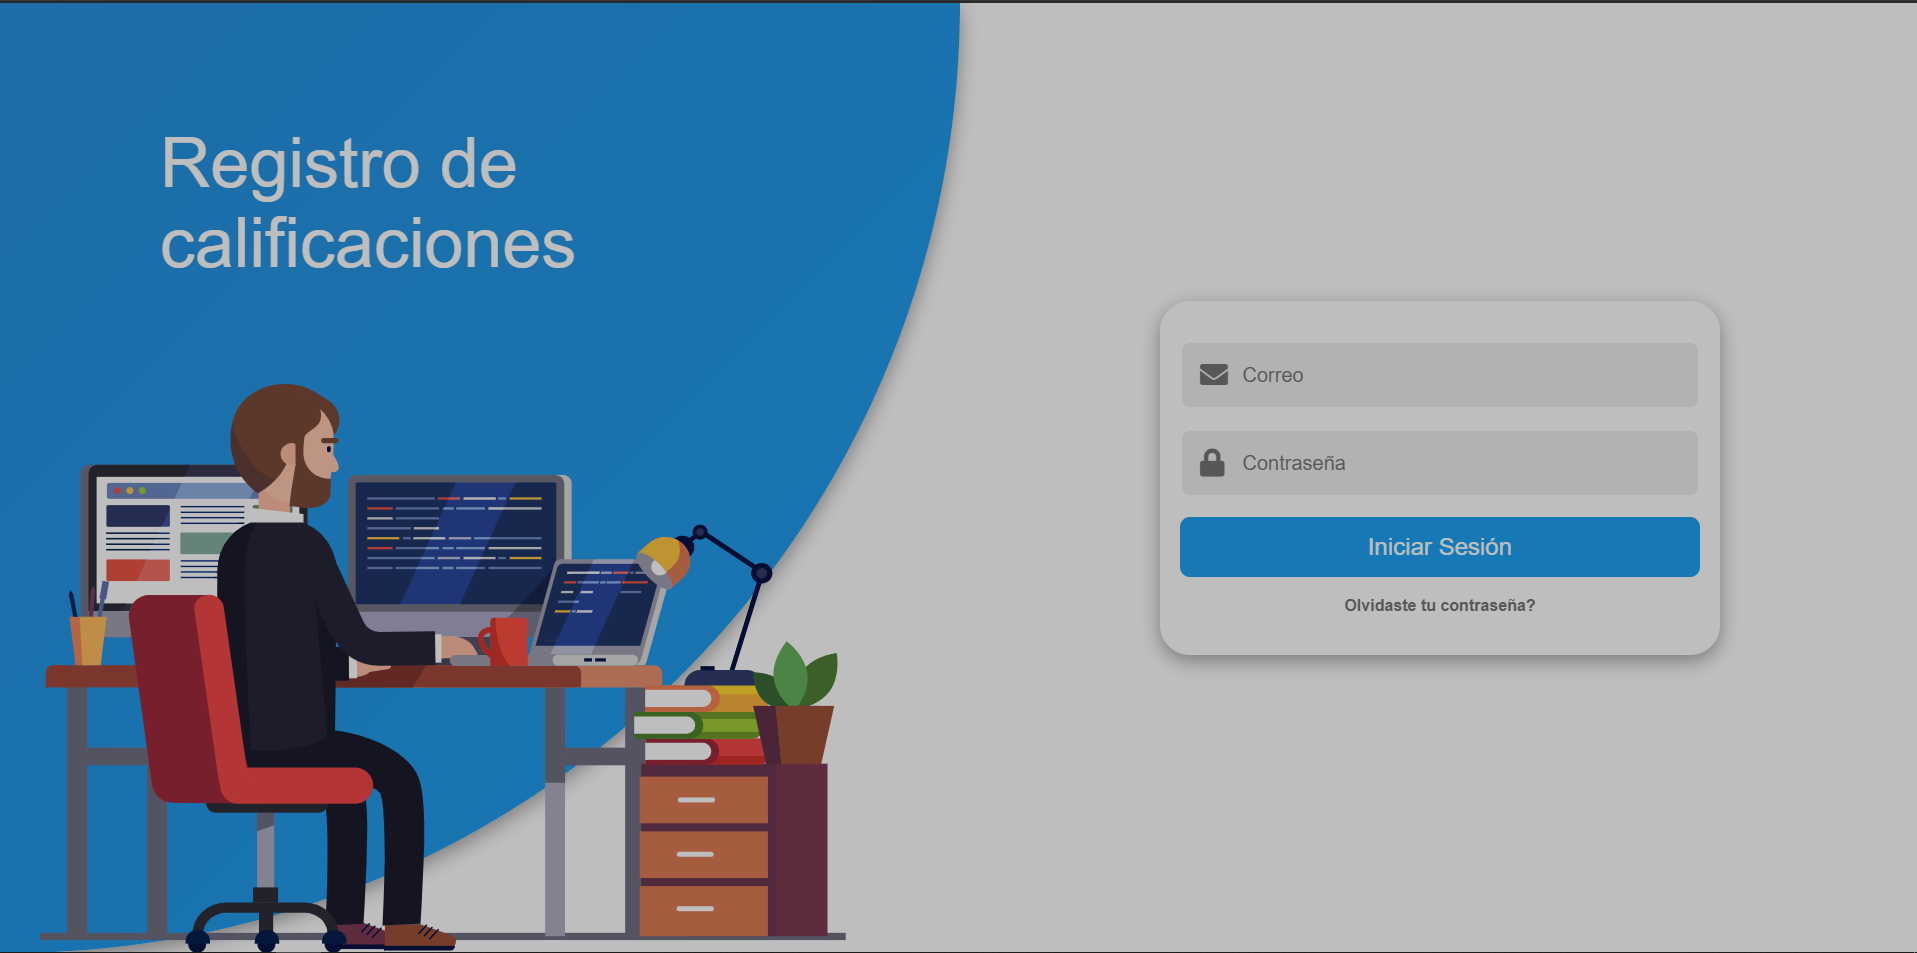 Registro de
calificaciones
Correo
Contraseña
Iniciar Sesión
Olvidaste tu contraseña?